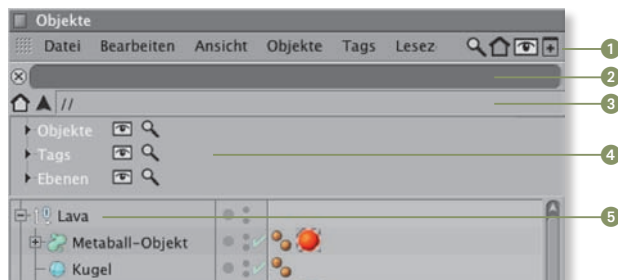 Objekte
Datei Bearbeiten Ansicht Objekte Tags Lesez
1
2
// 3
Objekte
Tags 4
Ebenen
Lava 5
Metaball-Objekt
Kugel